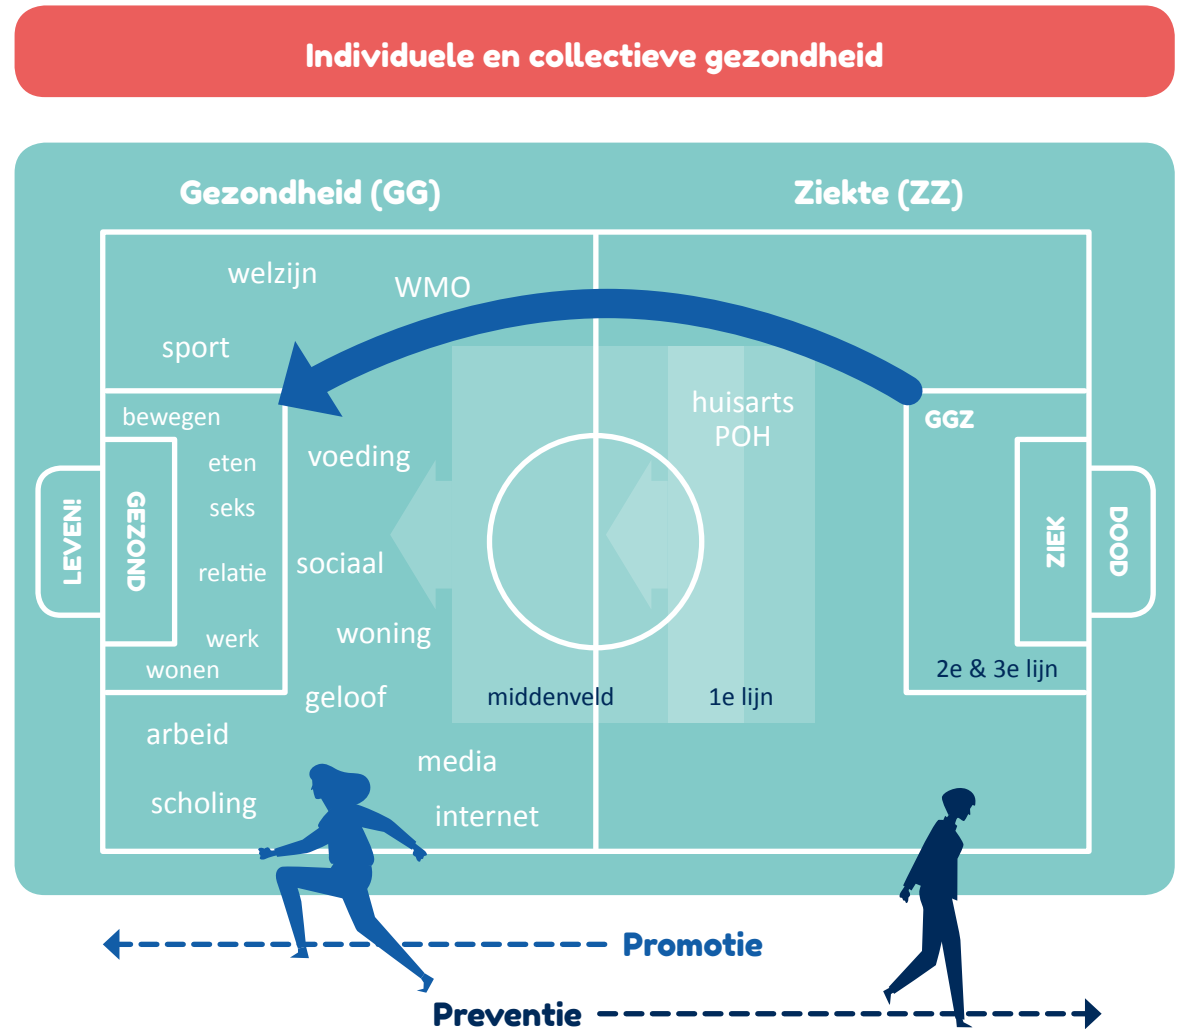 Individuele en collectieve gezondheid
Gezondheid (GG)
Ziekte (ZZ)
welzijn
WMO
sport
bewegen
huisarts
POH
GGZ
eten
voeding
seks
LEVEN!
GEZOND
ZIEK
DOOD
relatie
sociaal
werk
woning
wonen
2e & 3e lijn
geloof
middenveld
1e lijn
arbeid
media
scholing
internet
Promotie
Preventie